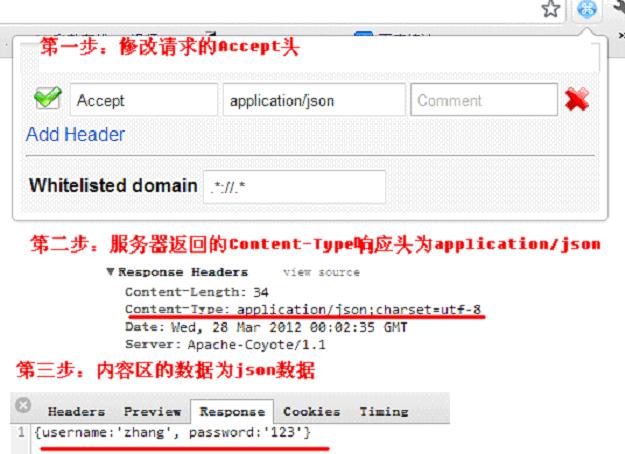 第一步：修改请求的Accept头
Accept
application/json
Comment
Add Header
Whitelisted domain
.*://.*
第二步：服务器返回的Content-Type响应头为application/json
Response Headers
view source
Content-Length: 34
Content-Type: application/json;charset=utf-8
Date: Wed, 28 Mar 2012 00:02:35 GMT
Server: Apache-Coyote/1.1
第三步：内容区的数据为json数据
Headers Preview Response Cookies Timing
1 {username:'zhang', password:'123'}